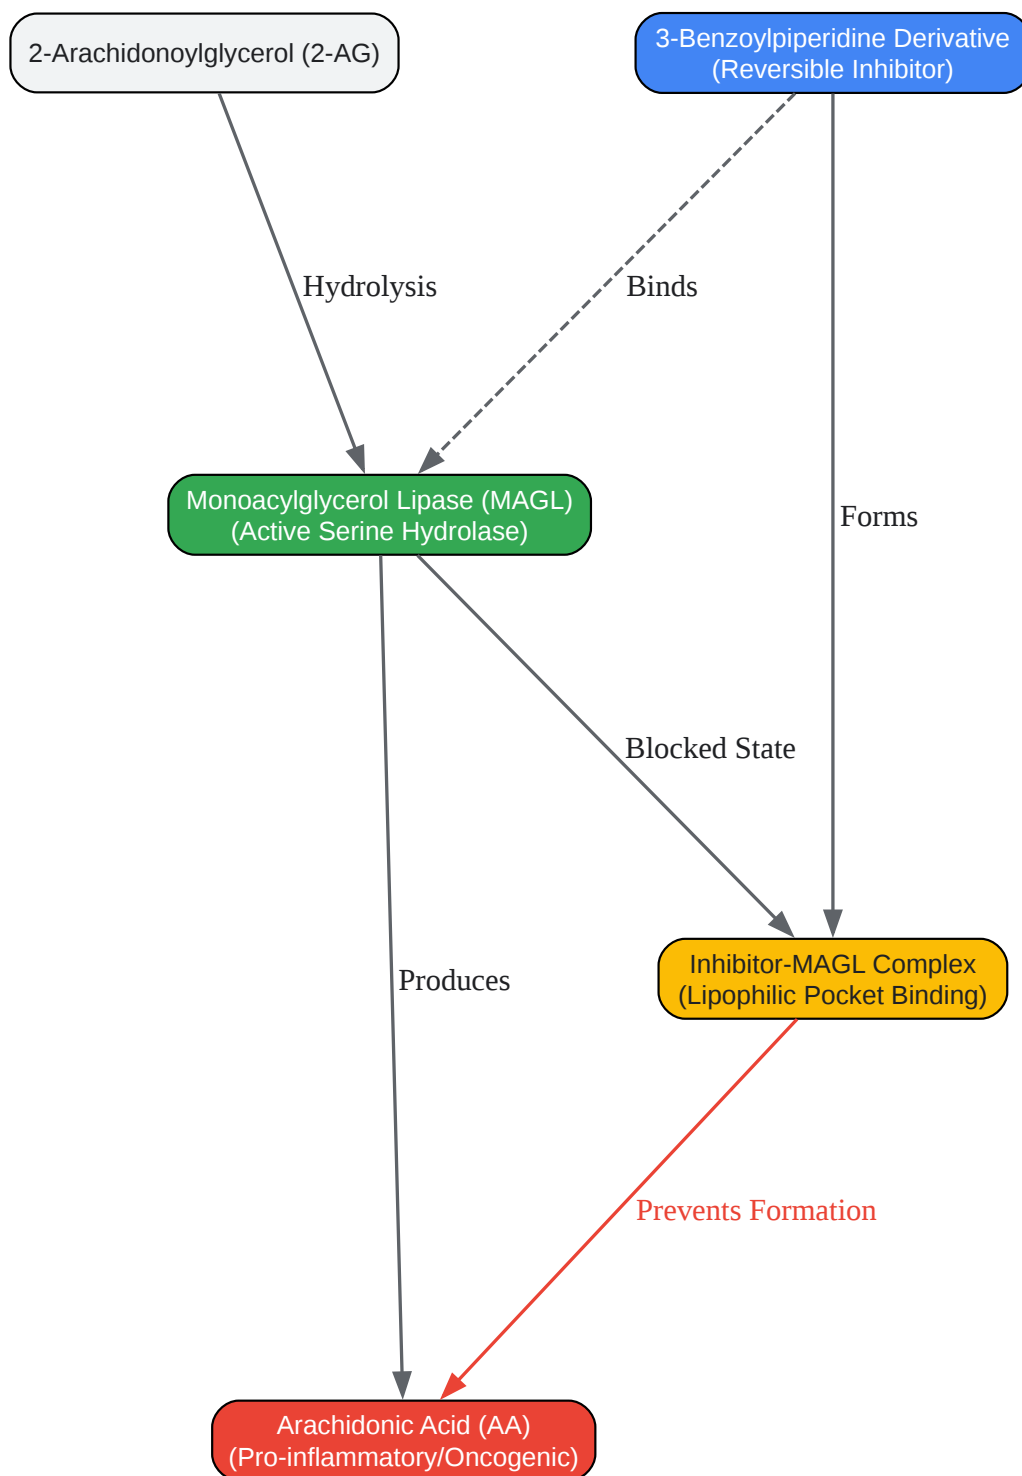 2-Arachidonoylglycerol (2-AG)
3-Benzoylpiperidine Derivative
(Reversible Inhibitor)
Hydrolysis
Binds
Monoacylglycerol Lipase (MAGL)
(Active Serine Hydrolase)
Forms
Blocked State
Inhibitor-MAGL Complex
(Lipophilic Pocket Binding)
Produces
Prevents Formation
Arachidonic Acid (AA)
(Pro-inflammatory/Oncogenic)